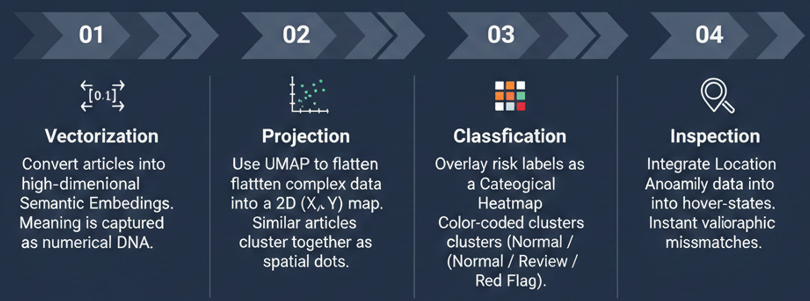 01
02
03
04
[0.1]
Vectorization
Convert articles into
high-dimenional
Semantic Embedings.
Meaning is captured
as numerical DNA.
Projection
Use UMAP to flatten
flattten complex data
into a 2D (X, Y) map.
Similar articles
cluster together as
spatial dots.
Classfication
Overlay risk labels as
a Cateogical
Heatmap
Color-coded clusters
clusters (Normal /
(Normal / Review /
Red Flag).
Inspection
Integrate Location
Anoamily data into
into hover-states.
Instant valioraphic
missmatches.